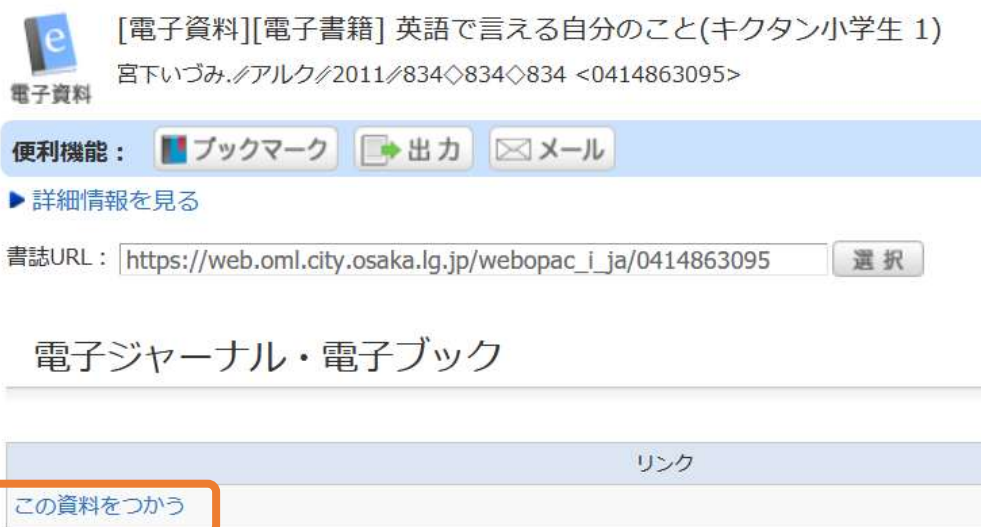 [電子資料][電子書籍] 英語で言える自分のこと(キクタン小学生 1)
宮下いづみ.//アルク//2011//834◇834◇834 <0414863095>
e
電子資料
便利機能： ブックマーク 出力 メール
▶詳細情報を見る
書誌URL： https://web.oml.city.osaka.lg.jp/webopac_i_ja/0414863095 選択
電子ジャーナル・電子ブック
リンク
この資料をつかう